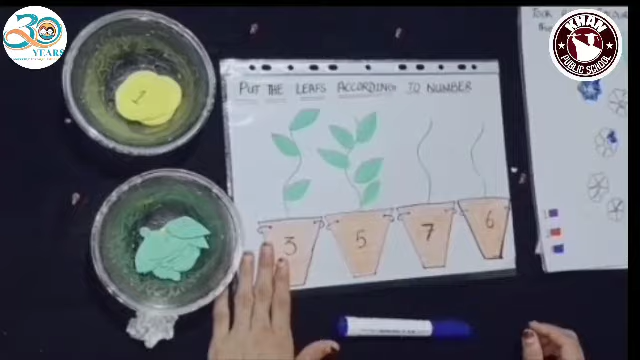 30
YEARS
KHAN
PUBLIC SCHOOL
PUT THE LEAFS ACCORDING TO NUMBER
1
3
5
7
6